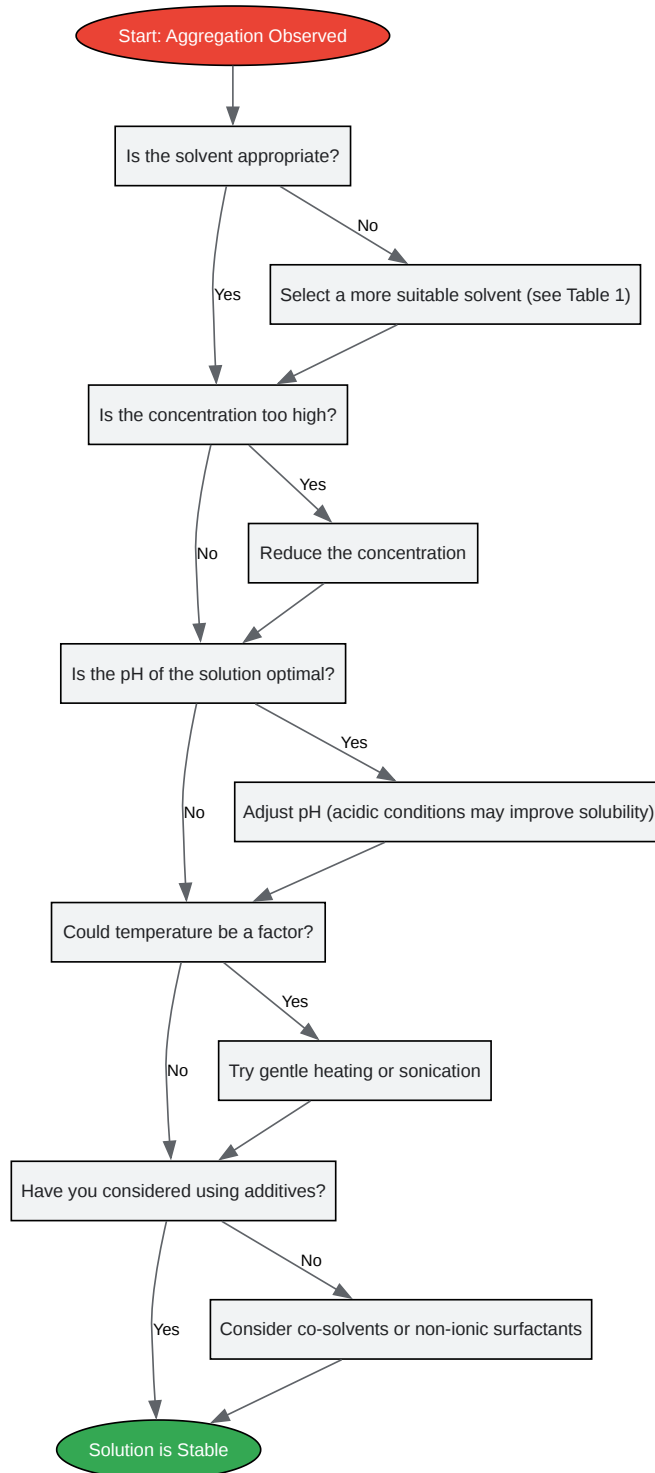 Start: Aggregation Observed
Is the solvent appropriate?
No
Select a more suitable solvent (see Table 1)
Yes
Is the concentration too high?
Yes
Reduce the concentration
No
Is the pH of the solution optimal?
Yes
Adjust pH (acidic conditions may improve solubility)
No
Could temperature be a factor?
Yes
Try gentle heating or sonication
No
Have you considered using additives?
No
Consider co-solvents or non-ionic surfactants
Yes
Solution is Stable